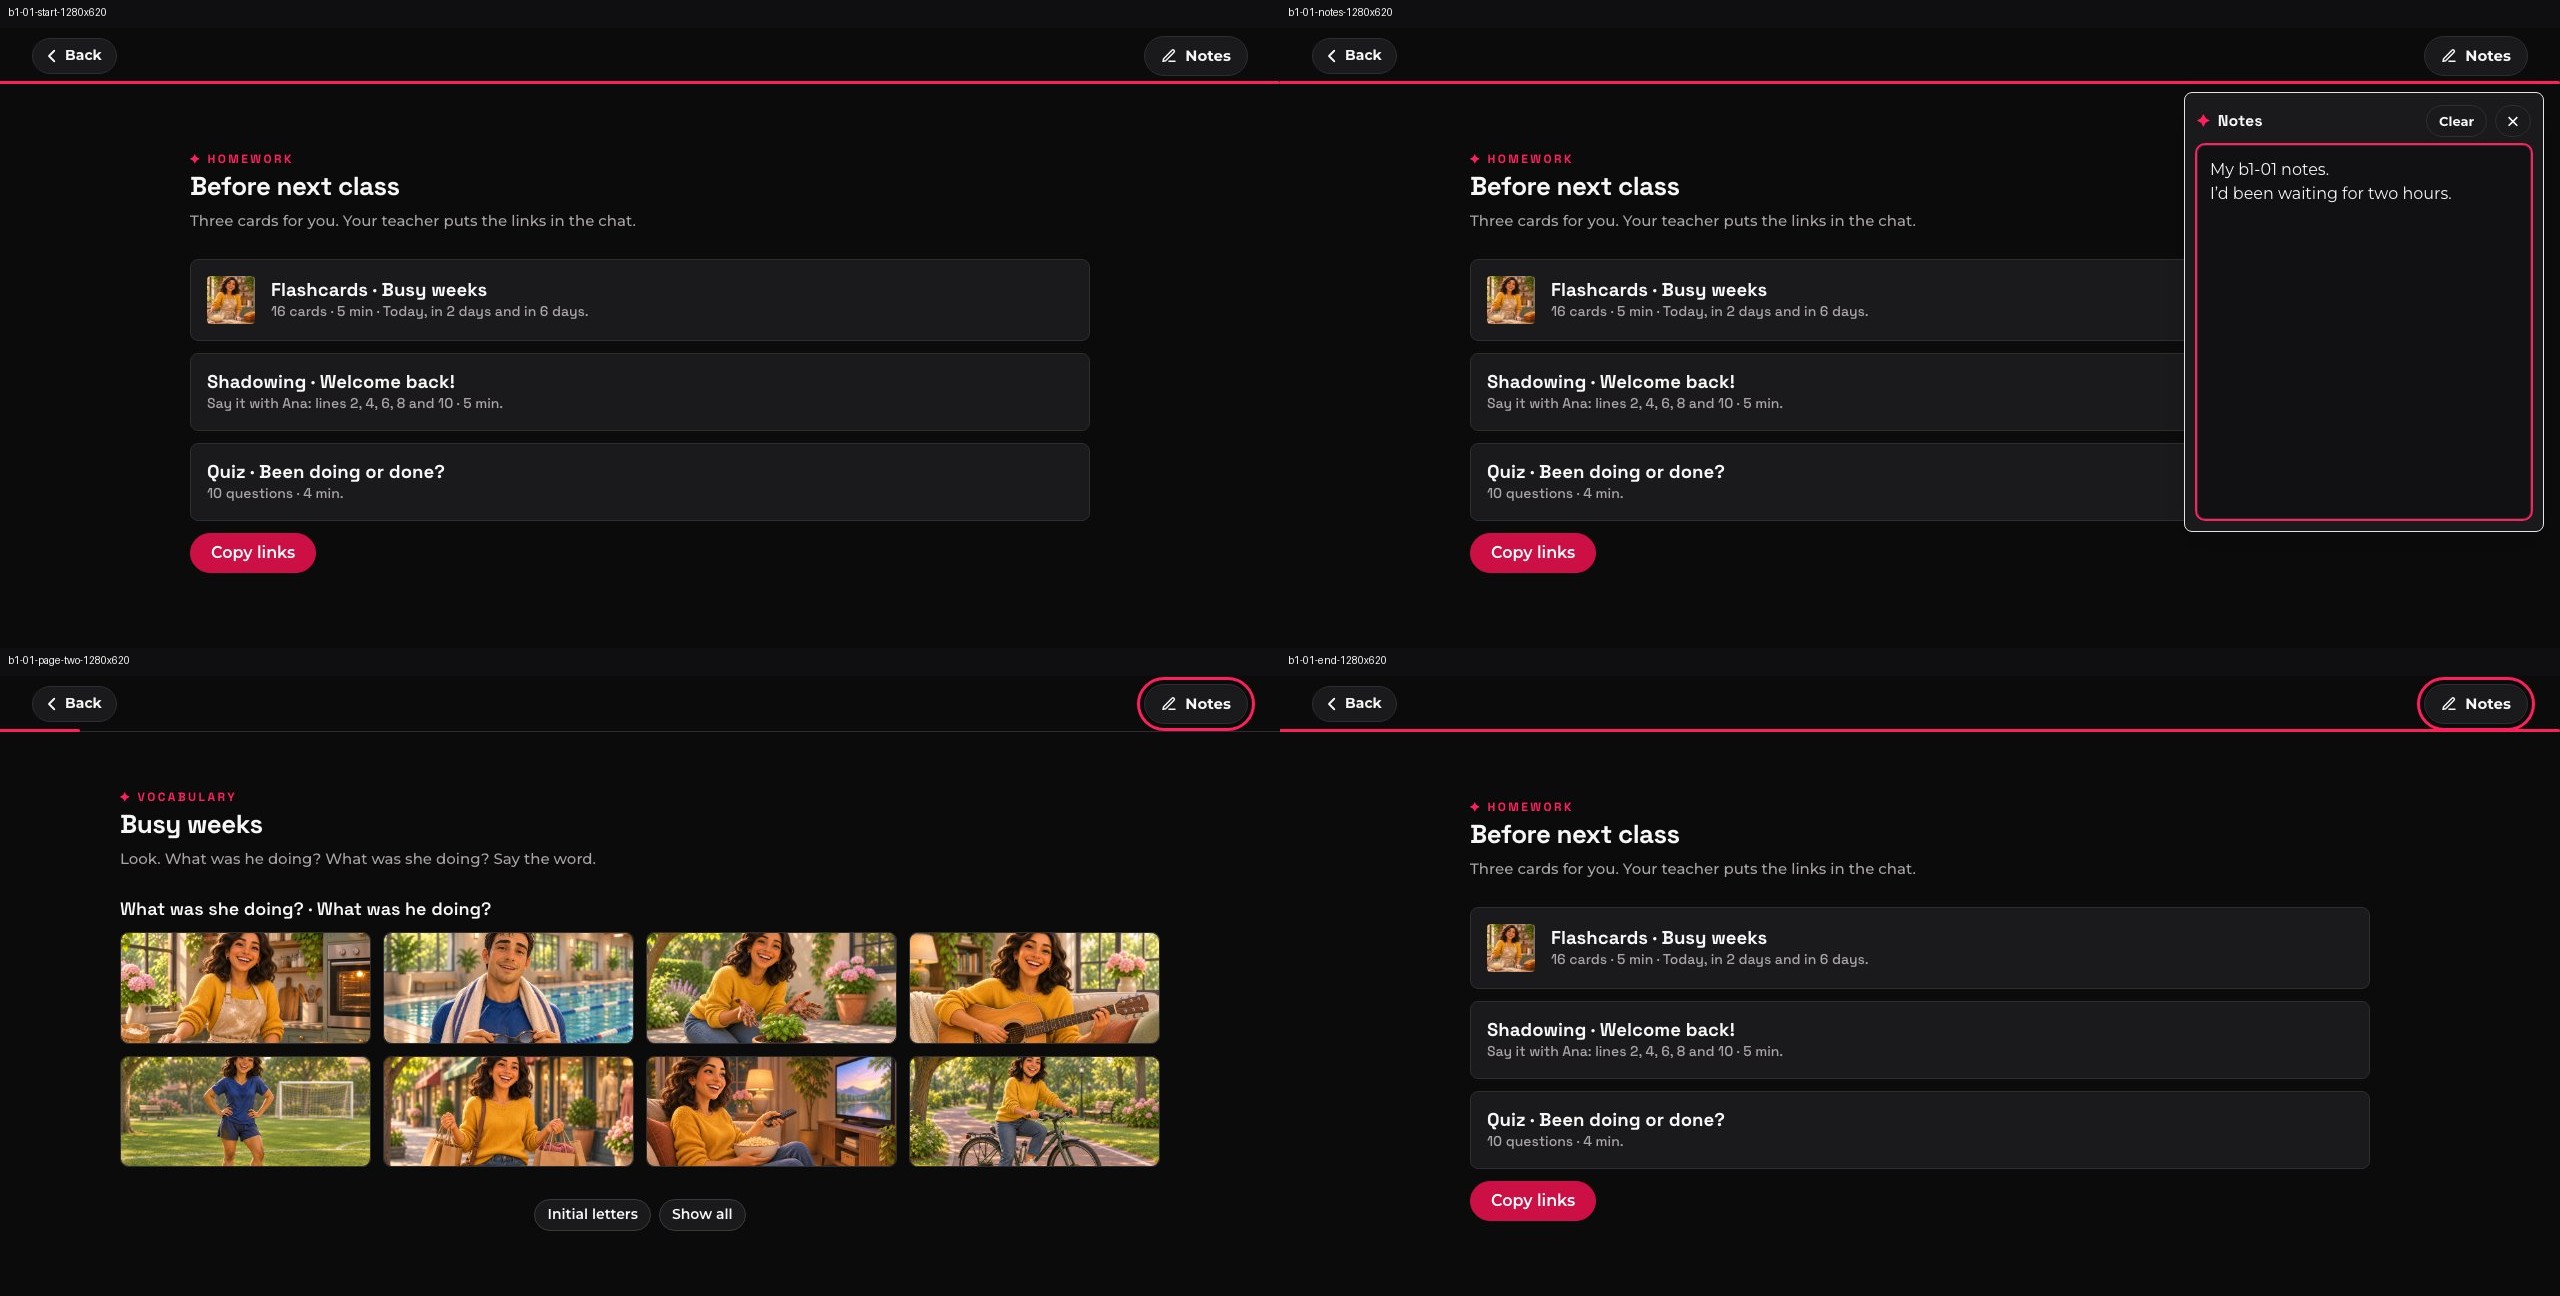 b1-01-start-1280x620
Back
Notes
HOMEWORK
Before next class
Three cards for you. Your teacher puts the links in the chat.
Flashcards · Busy weeks
16 cards · 5 min · Today, in 2 days and in 6 days.
Shadowing · Welcome back!
Say it with Ana: lines 2, 4, 6, 8 and 10 · 5 min.
Quiz · Been doing or done?
10 questions · 4 min.
Copy links
b1-01-notes-1280x620
Back
Notes
HOMEWORK
Before next class
Three cards for you. Your teacher puts the links in the chat.
Flashcards · Busy weeks
16 cards · 5 min · Today, in 2 days and in 6 days.
Shadowing · Welcome back!
Say it with Ana: lines 2, 4, 6, 8 and 10 · 5 min.
Quiz · Been doing or done?
10 questions · 4 min.
Copy links
Notes
Clear
My b1-01 notes.
I'd been waiting for two hours.
b1-01-page-two-1280x620
Back
Notes
VOCABULARY
Busy weeks
Look. What was he doing? What was she doing? Say the word.
What was she doing? · What was he doing?
Initial letters
Show all
b1-01-end-1280x620
Back
Notes
HOMEWORK
Before next class
Three cards for you. Your teacher puts the links in the chat.
Flashcards · Busy weeks
16 cards · 5 min · Today, in 2 days and in 6 days.
Shadowing · Welcome back!
Say it with Ana: lines 2, 4, 6, 8 and 10 · 5 min.
Quiz · Been doing or done?
10 questions · 4 min.
Copy links